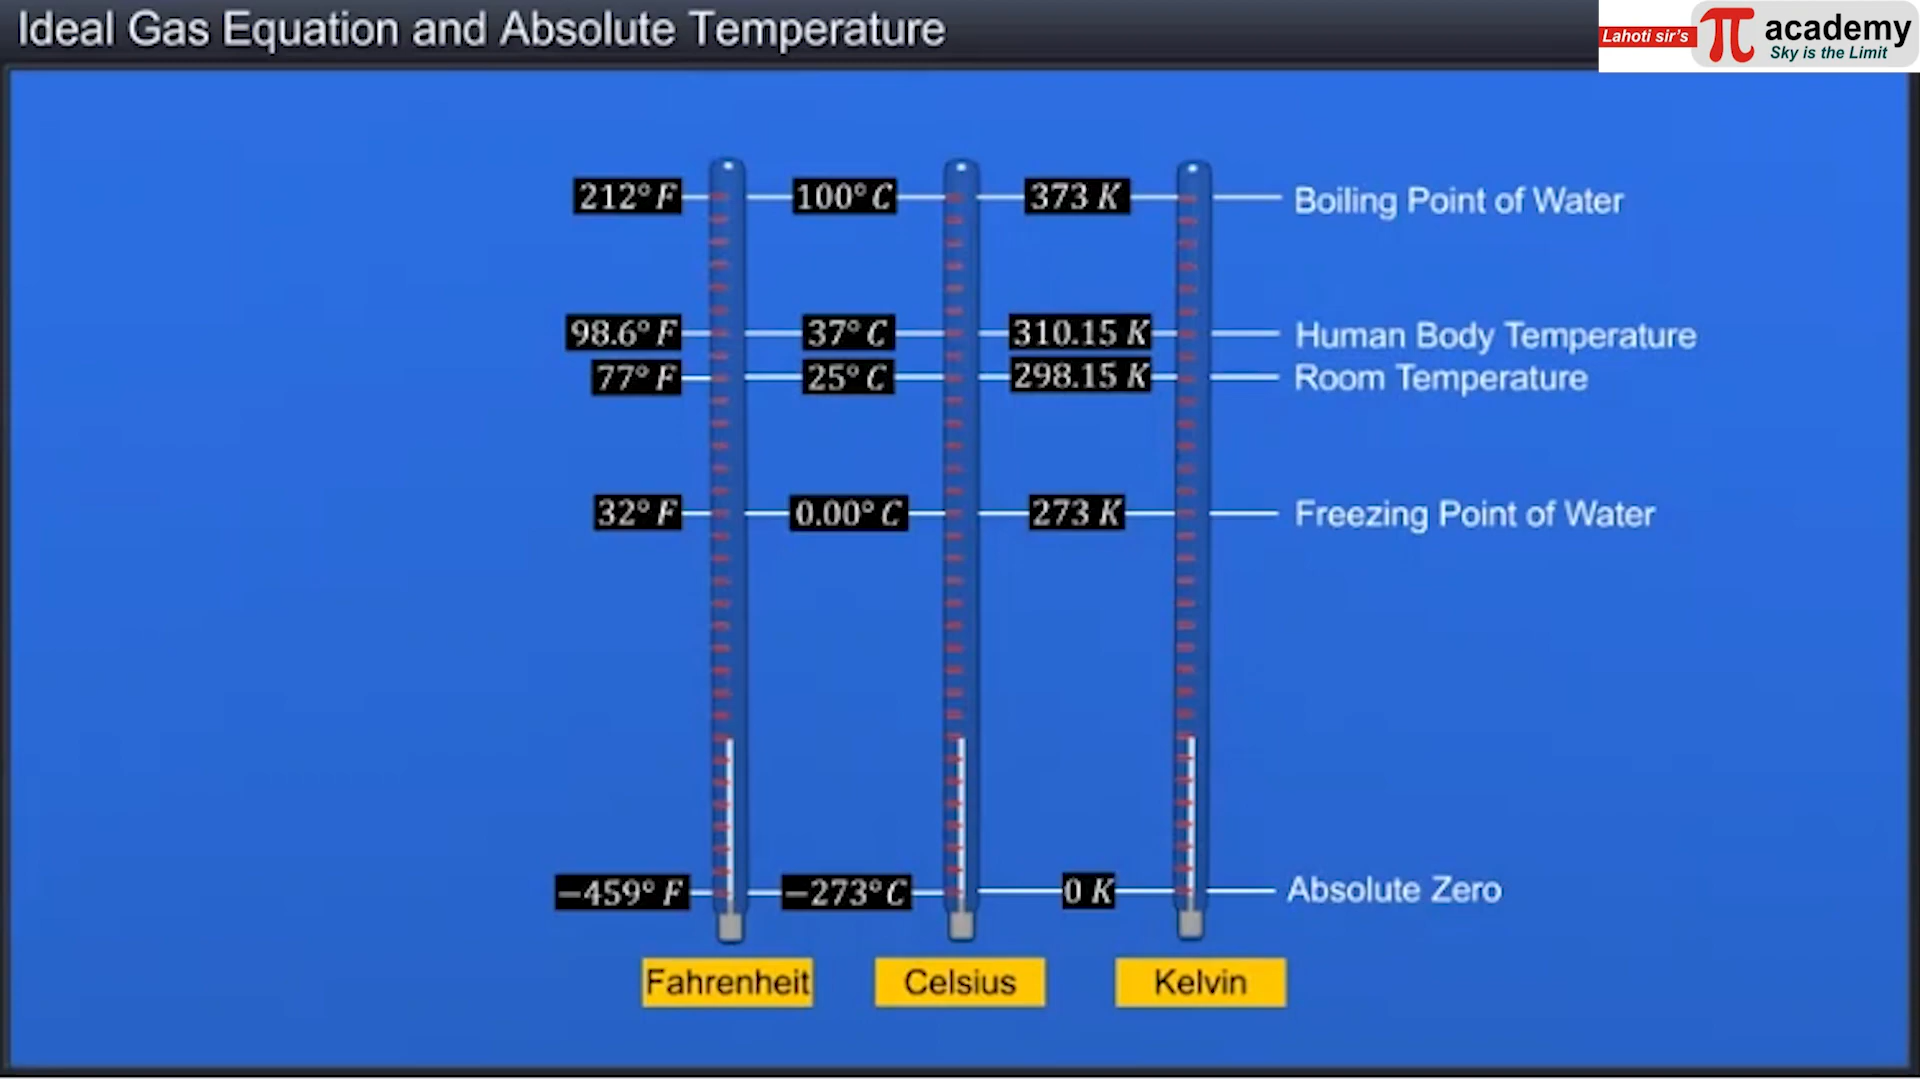 Ideal Gas Equation and Absolute Temperature
Lahoti sir's π academy
Sky is the Limit
212° F 100° C 373 K Boiling Point of Water
98.6° F 37° C 310.15 K Human Body Temperature
77° F 25° C 298.15 K Room Temperature
32° F 0.00° C 273 K Freezing Point of Water
−459° F −273° C 0 K Absolute Zero
Fahrenheit Celsius Kelvin